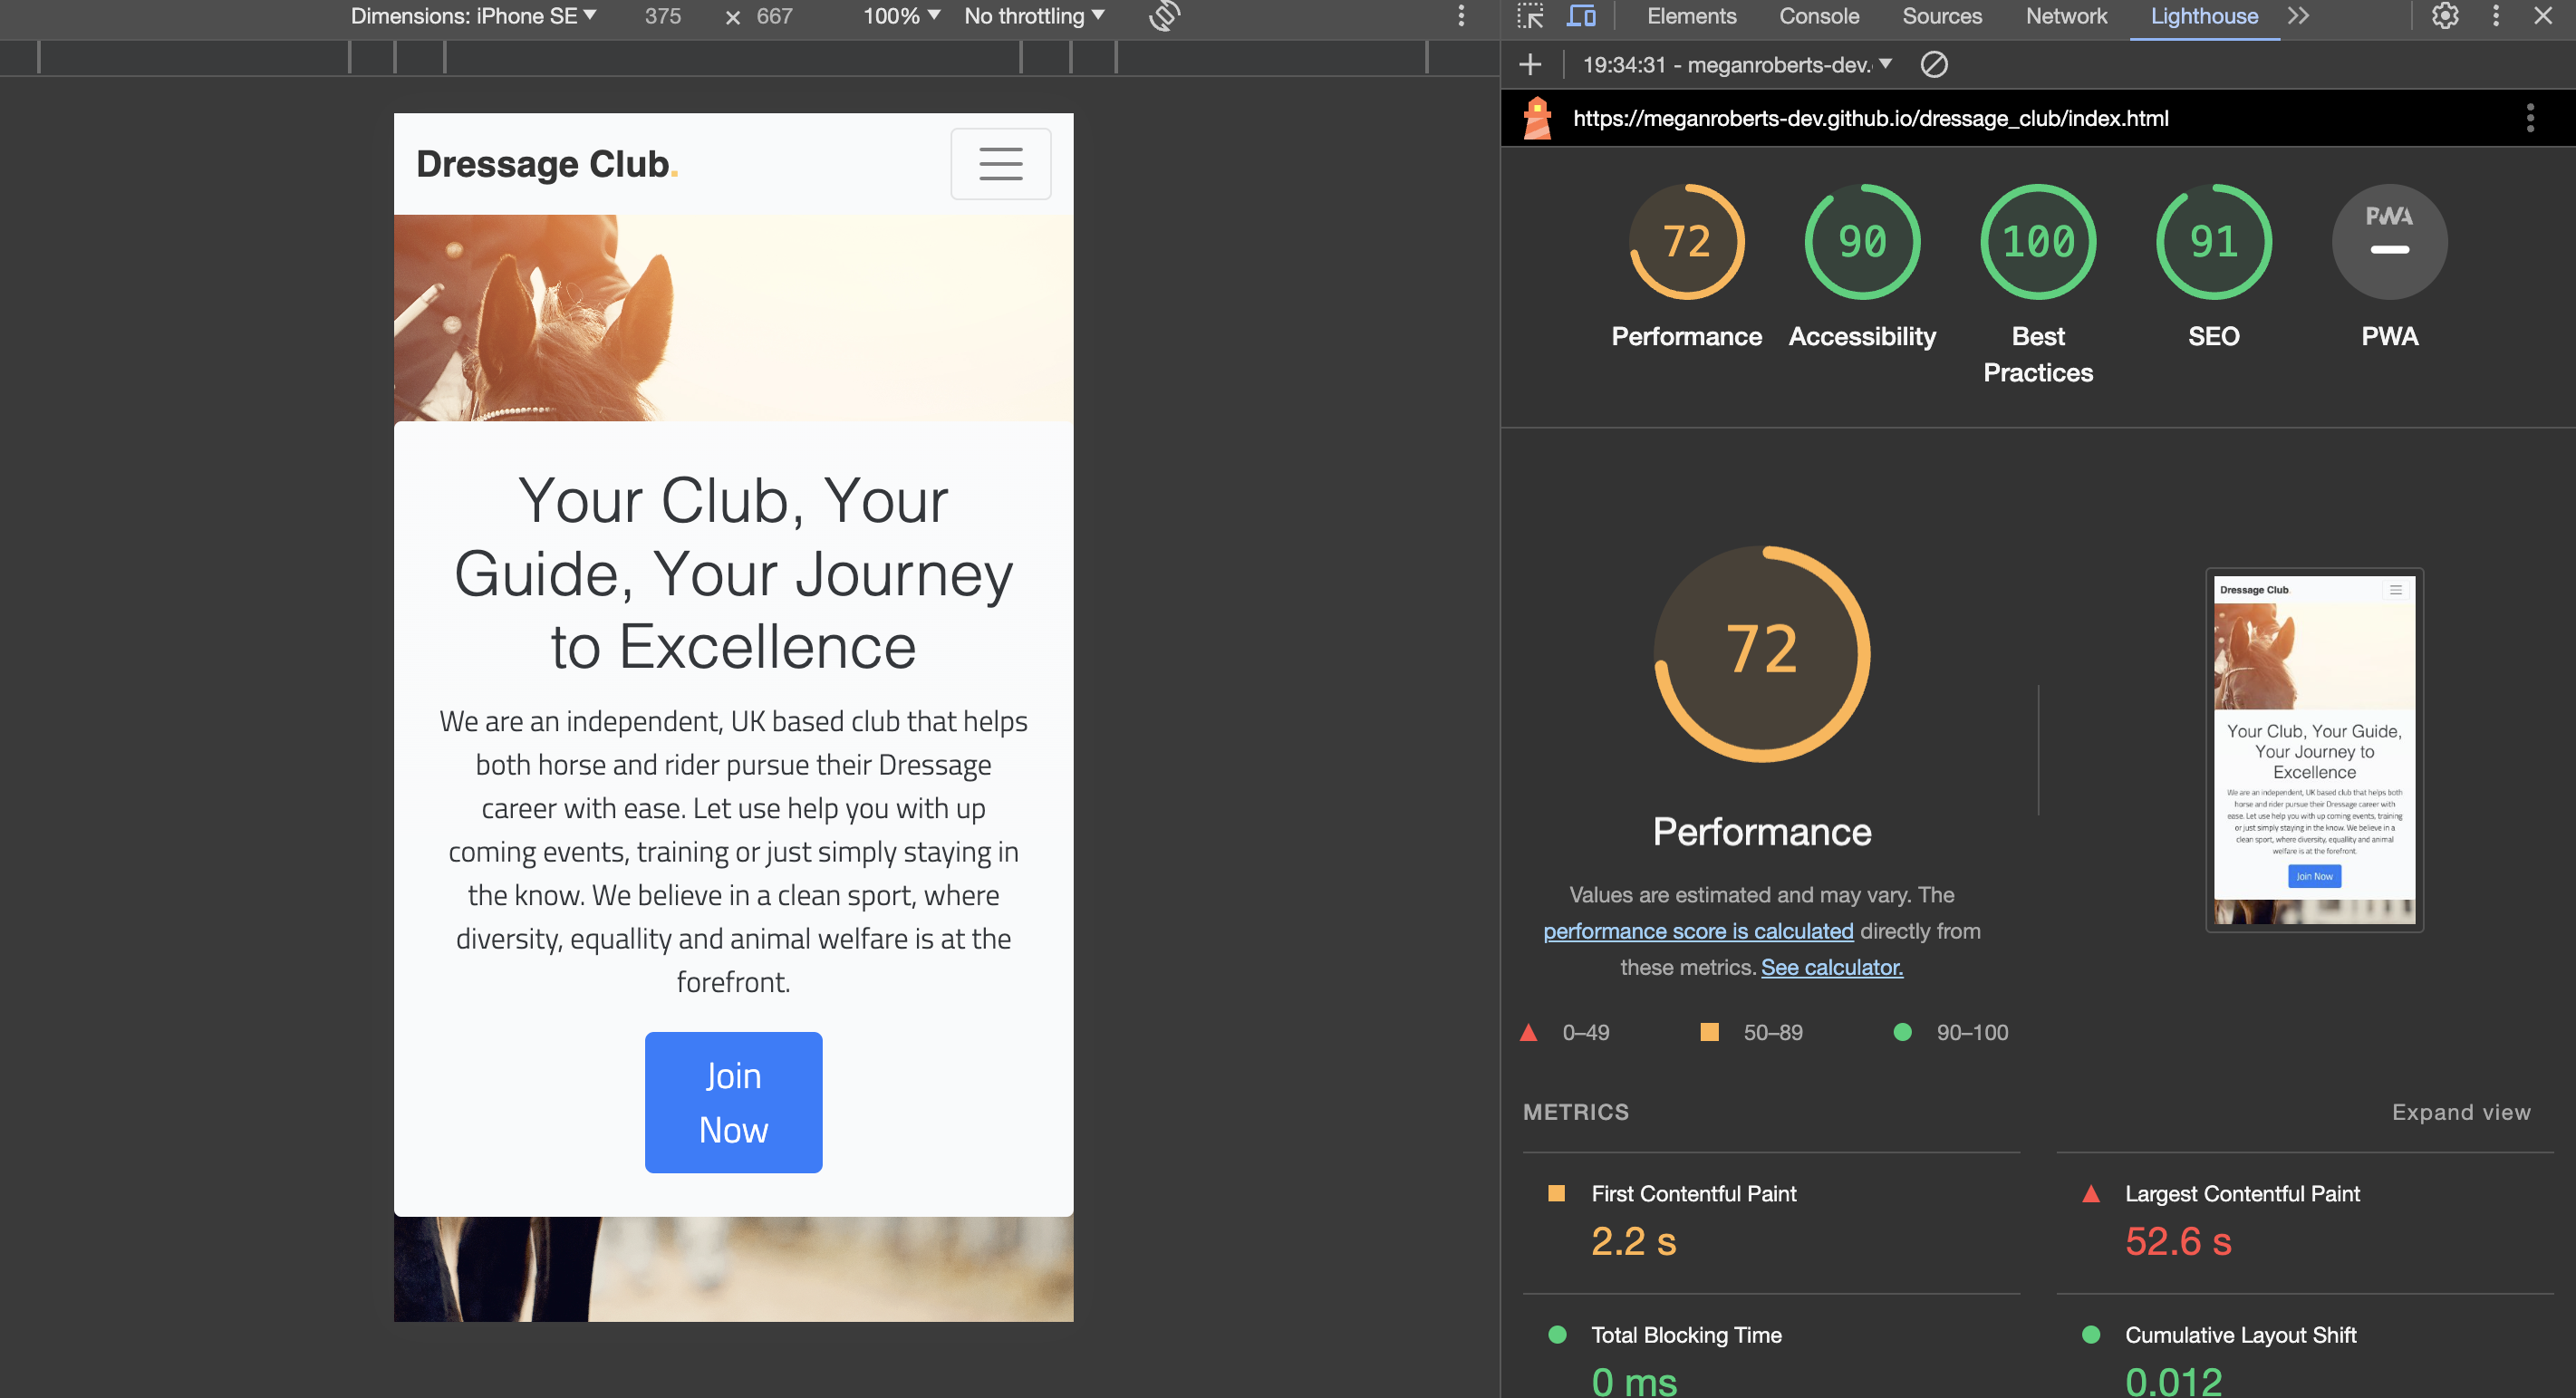 Dimensions: iPhone SE 375 × 667 100% No throttling
Elements Console Sources Network Lighthouse
19:34:31 - meganroberts-dev.
https://meganroberts-dev.github.io/dressage_club/index.html
Dressage Club.
Your Club, Your
Guide, Your Journey
to Excellence
We are an independent, UK based club that helps
both horse and rider pursue their Dressage
career with ease. Let use help you with up
coming events, training or just simply staying in
the know. We believe in a clean sport, where
diversity, equallity and animal welfare is at the
forefront.
Join
Now
72 90 100 91 PWA
Performance Accessibility Best SEO PWA
Practices
72
Performance
Values are estimated and may vary. The
performance score is calculated directly from
these metrics. See calculator.
0–49 50–89 90–100
Dressage Club
Your Club, Your Guide,
Your Journey to
Excellence
We are an independent, UK based club that helps both
horse and rider pursue their Dressage career with
ease. Let use help you with up coming events, training
or just simply staying in the know. We believe in a
clean sport, where diversity, equallity and animal
welfare is at the forefront.
Join Now
METRICS Expand view
First Contentful Paint
2.2 s
Largest Contentful Paint
52.6 s
Total Blocking Time
0 ms
Cumulative Layout Shift
0.012